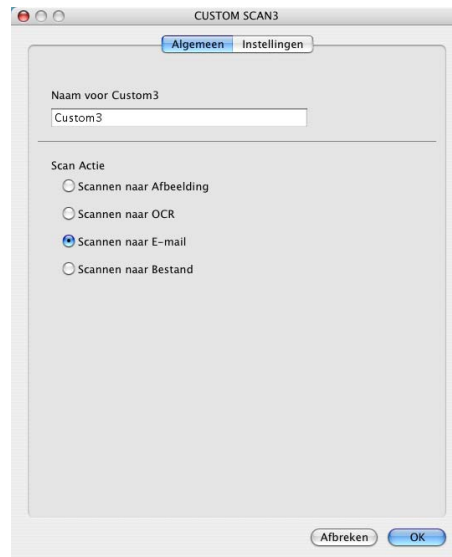 CUSTOM SCAN3
Algemeen Instellingen
Naam voor Custom3
Custom3
Scan Actie
Scannen naar Afbeelding
Scannen naar OCR
Scannen naar E-mail
Scannen naar Bestand
Afbreken OK